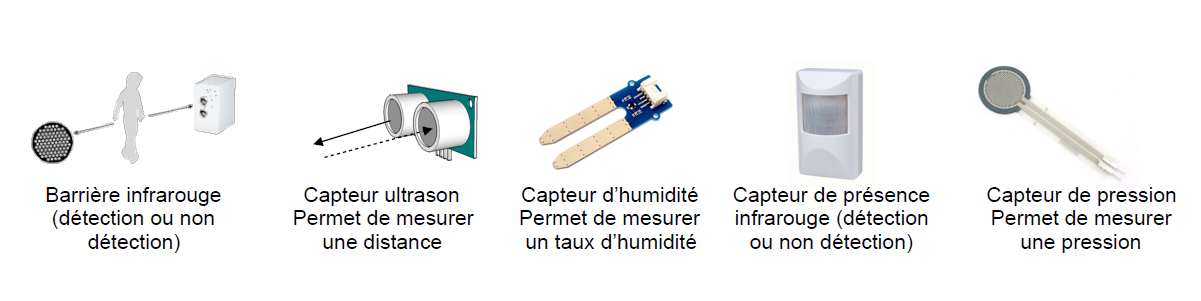 Barrière infrarouge
(détection ou non
détection)
Capteur ultrason
Permet de mesurer
une distance
Capteur d’humidité
Permet de mesurer
un taux d’humidité
Capteur de présence
infrarouge (détection
ou non détection)
Capteur de pression
Permet de mesurer
une pression